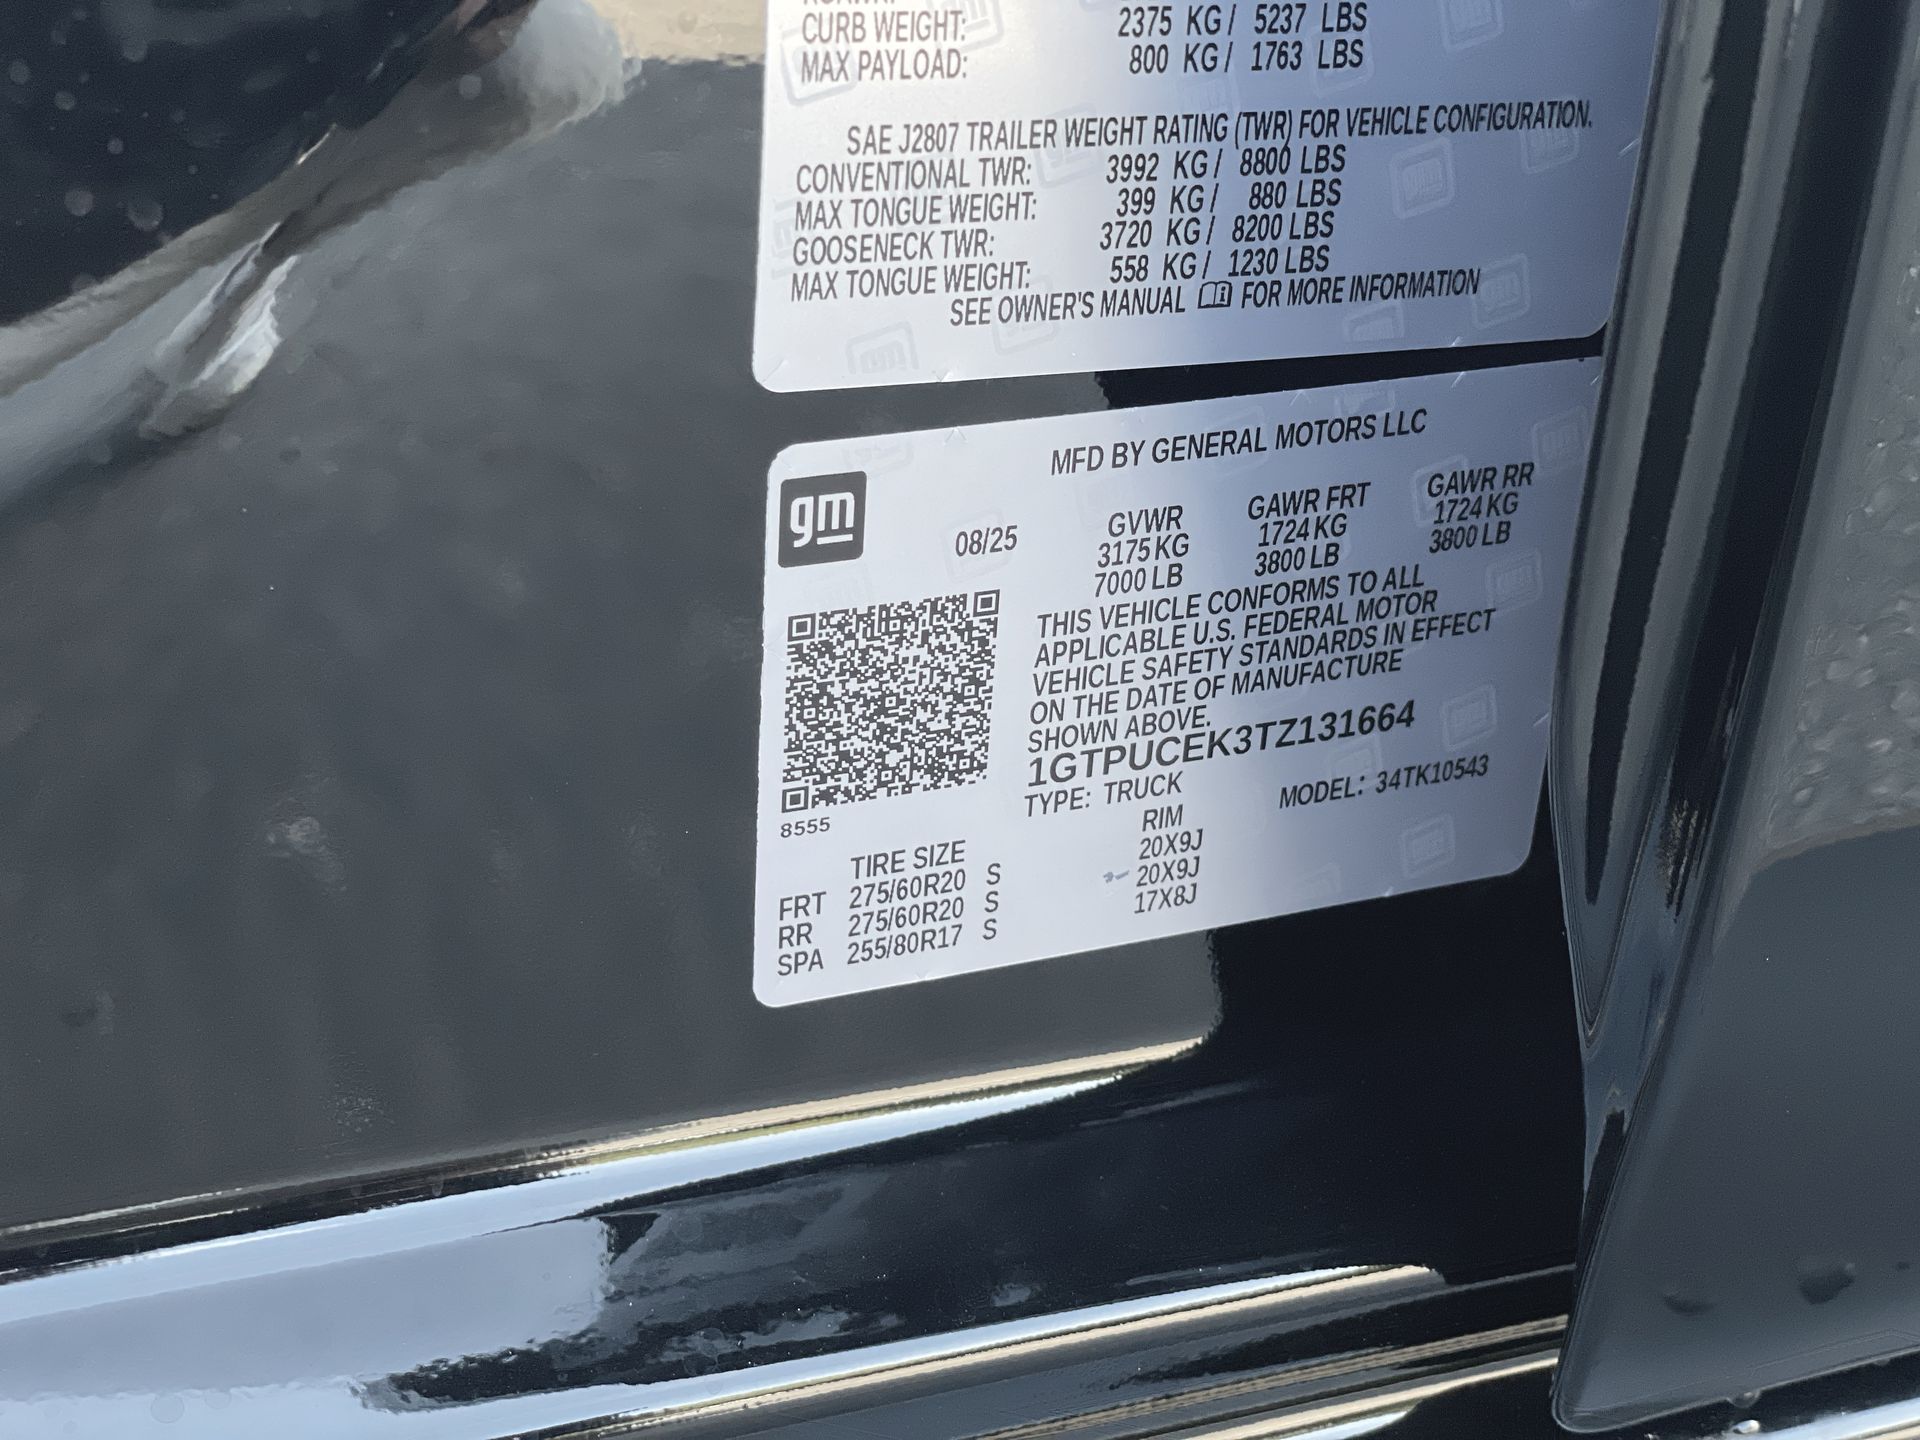 CURB WEIGHT: 2375 KG / 5237 LBS
MAX PAYLOAD: 800 KG / 1763 LBS
SAE J2807 TRAILER WEIGHT RATING (TWR) FOR VEHICLE CONFIGURATION.
CONVENTIONAL TWR: 3992 KG / 8800 LBS
MAX TONGUE WEIGHT: 399 KG / 880 LBS
GOOSENECK TWR: 3720 KG / 8200 LBS
MAX TONGUE WEIGHT: 558 KG / 1230 LBS
SEE OWNER'S MANUAL FOR MORE INFORMATION
gm
MFD BY GENERAL MOTORS LLC
08/25
GVWR GAWR FRT GAWR RR
3175 KG 1724 KG 1724 KG
7000 LB 3800 LB 3800 LB
THIS VEHICLE CONFORMS TO ALL
APPLICABLE U.S. FEDERAL MOTOR
VEHICLE SAFETY STANDARDS IN EFFECT
ON THE DATE OF MANUFACTURE
SHOWN ABOVE.
1GTPUCEK3TZ131664
TYPE: TRUCK MODEL: 34TK10543
8555
TIRE SIZE RIM
FRT 275/60R20 S 20X9J
RR 275/60R20 S 20X9J
SPA 255/80R17 S 17X8J